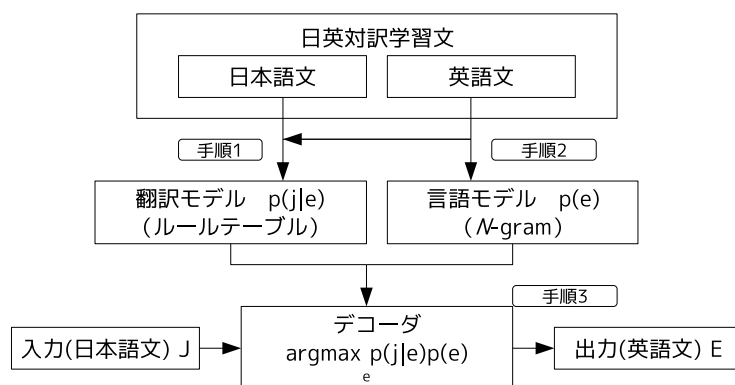 日英対訳学習文
日本語文
英語文
手順1
手順2
翻訳モデル p(j|e)
(ルールテーブル)
言語モデル p(e)
(N-gram)
手順3
デコーダ
入力(日本語文) J
argmax p(j|e)p(e)
e
出力(英語文) E